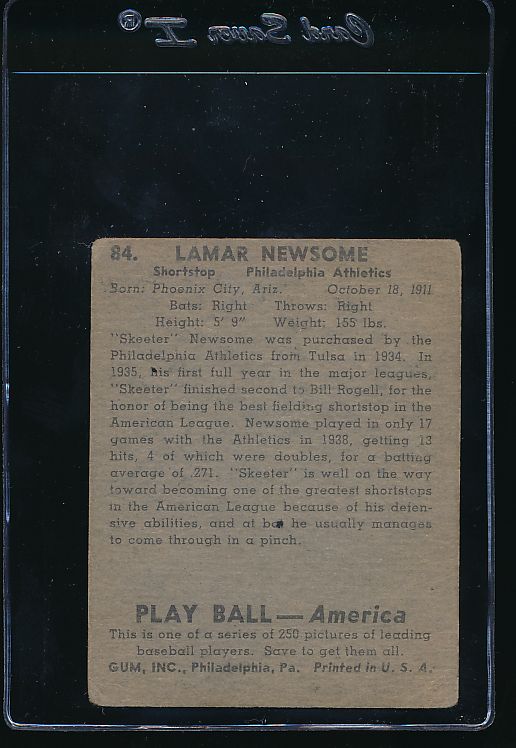 Card Saver I®
84. LAMAR NEWSOME
Shortstop Philadelphia Athletics
Born: Phoenix City, Ariz. October 18, 1911
Bats: Right Throws: Right
Height: 5' 9" Weight: 155 lbs.
"Skeeter" Newsome was purchased by the
Philadelphia Athletics from Tulsa in 1934. In
1935, his first full year in the major leagues,
"Skeeter" finished second to Bill Rogell, for the
honor of being the best fielding shortstop in the
American League. Newsome played in only 17
games with the Athletics in 1938, getting 13
hits, 4 of which were doubles, for a batting
average of .271. "Skeeter" is well on the way
toward becoming one of the greatest shortstops
in the American League because of his defen-
sive abilities, and at bat he usually manages
to come through in a pinch.
PLAY BALL—America
This is one of a series of 250 pictures of leading
baseball players. Save to get them all.
GUM, INC., Philadelphia, Pa. Printed in U. S. A.